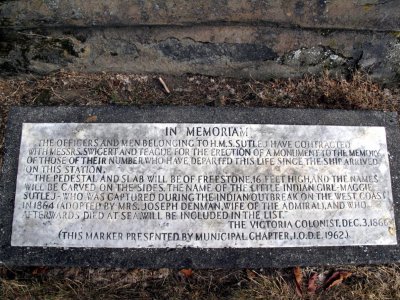 IN MEMORIAM
THE OFFICERS AND MEN BELONGING TO H.M.S. SUTLEJ HAVE CONTRACTED
WITH MESSRS. SWIGERT AND TEAGUE FOR THE ERECTION OF A MONUMENT TO THE MEMORY
OF THOSE OF THEIR NUMBER WHO HAVE DEPARTED THIS LIFE SINCE THE SHIP ARRIVED
ON THIS STATION.
THE PEDESTAL AND SLAB WILL BE OF FREESTONE, 16 FEET HIGH, AND THE NAMES
WILL BE CARVED ON THE SIDES. THE NAME OF THE LITTLE INDIAN GIRL-MAGGIE
SUTLEJ-WHO WAS CAPTURED DURING THE INDIAN OUTBREAK ON THE WEST COAST
IN 1864 (ADOPTED BY MRS. JOSEPH DENMAN, WIFE OF THE ADMIRAL), AND WHO
AFTERWARDS DIED AT SEA WILL BE INCLUDED IN THE LIST.
THE VICTORIA COLONIST, DEC. 3,
(THIS MARKER PRESENTED BY MUNICIPAL CHAPTER, I.O.D.E. 1962)